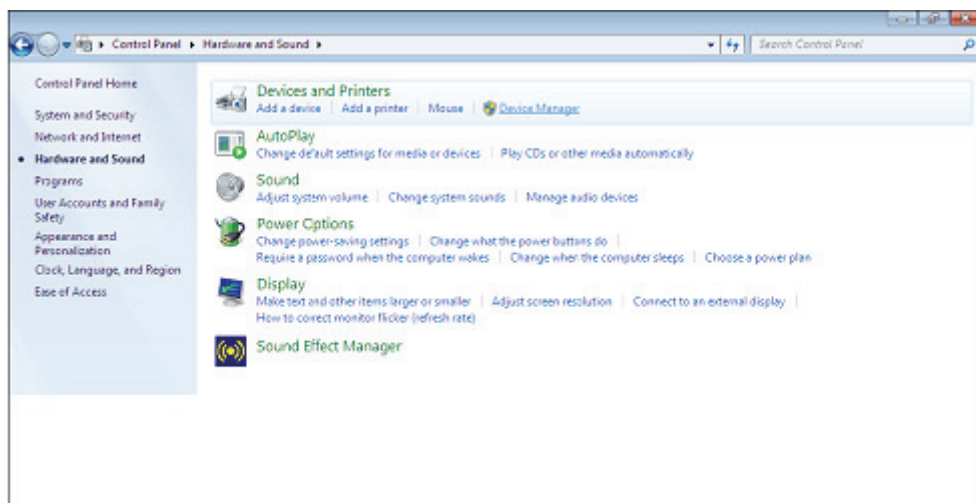 Control Panel ▸ Hardware and Sound ▸
Search Control Panel
Control Panel Home
System and Security
Network and Internet
Hardware and Sound
Programs
User Accounts and Family
Safety
Appearance and
Personalization
Clock, Language, and Region
Ease of Access
Devices and Printers
Add a device | Add a printer | Mouse | Device Manager
AutoPlay
Change default settings for media or devices | Play CDs or other media automatically
Sound
Adjust system volume | Change system sounds | Manage audio devices
Power Options
Change power-saving settings | Change what the power buttons do |
Require a password when the computer wakes | Change when the computer sleeps | Choose a power plan
Display
Make text and other items larger or smaller | Adjust screen resolution | Connect to an external display |
How to correct monitor flicker (refresh rate)
Sound Effect Manager